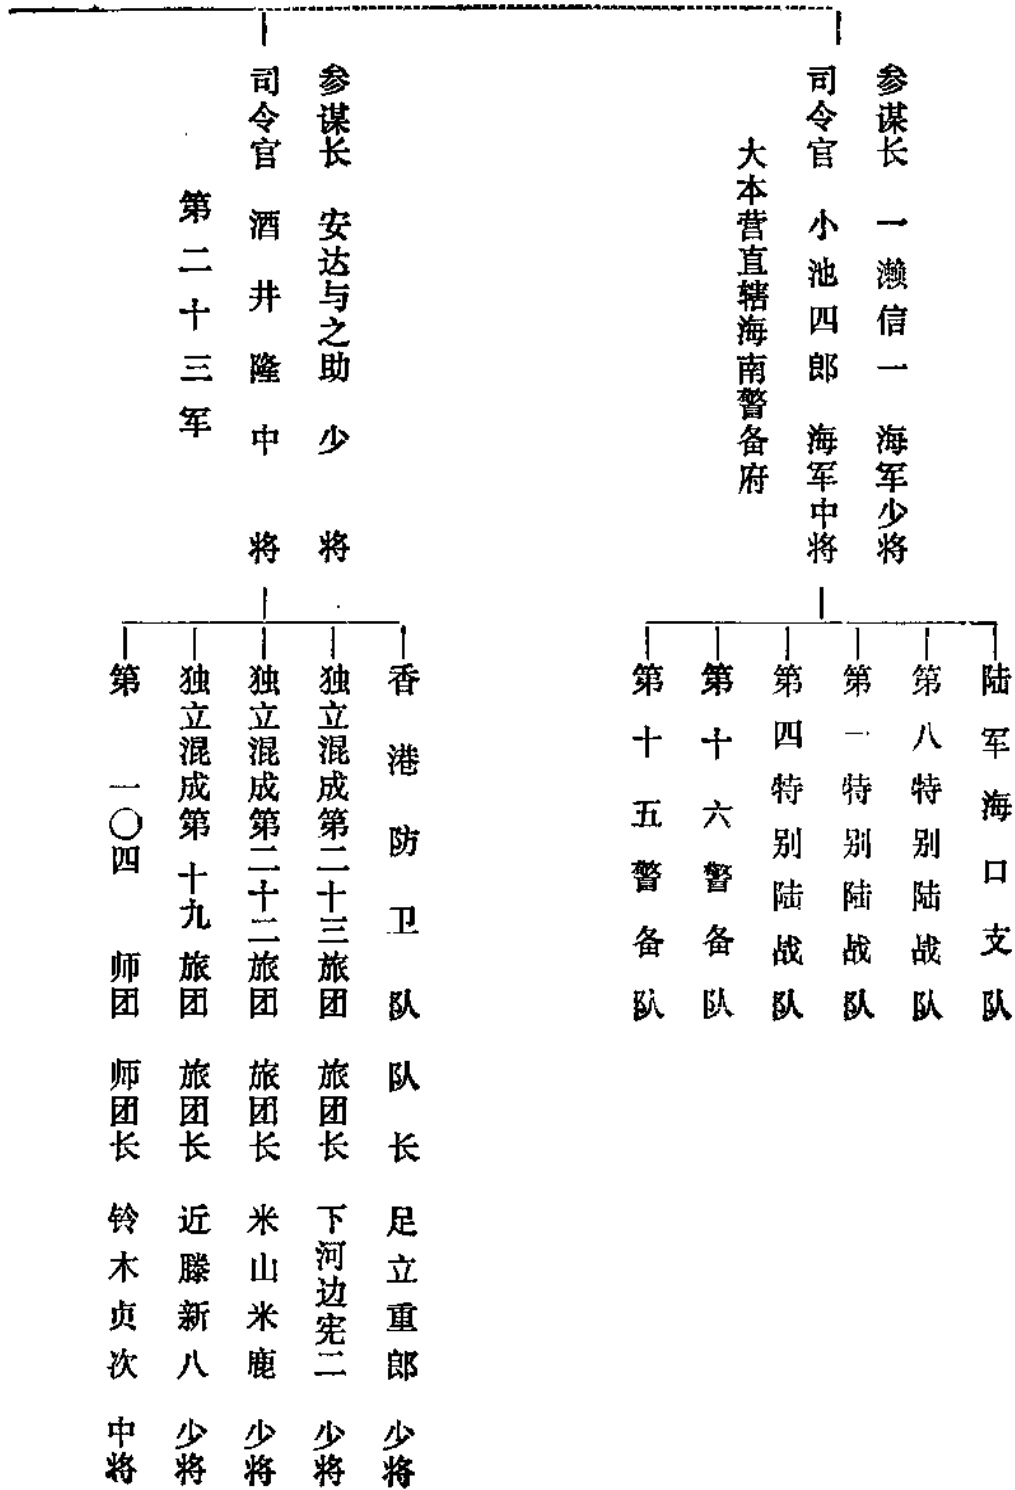 参谋长 一濑信一 海军少将
司令官 小池四郎 海军中将
大本营直辖海南警备府
陆军海口支队
第八特别陆战队
第一特别陆战队
第四特别陆战队
第十六警备队
第十五警备队
参谋长 安达与之助 少将
司令官 酒井隆中将
第二十三军
香港防卫队 队长 足立重郎 少将
独立混成第二十三旅团 旅团长 下河边宪二 少将
独立混成第二十二旅团 旅团长 米山米鹿 少将
独立混成第十九旅团 旅团长 近滕新八 少将
第一〇四师团 师团长 铃木贞次 中将